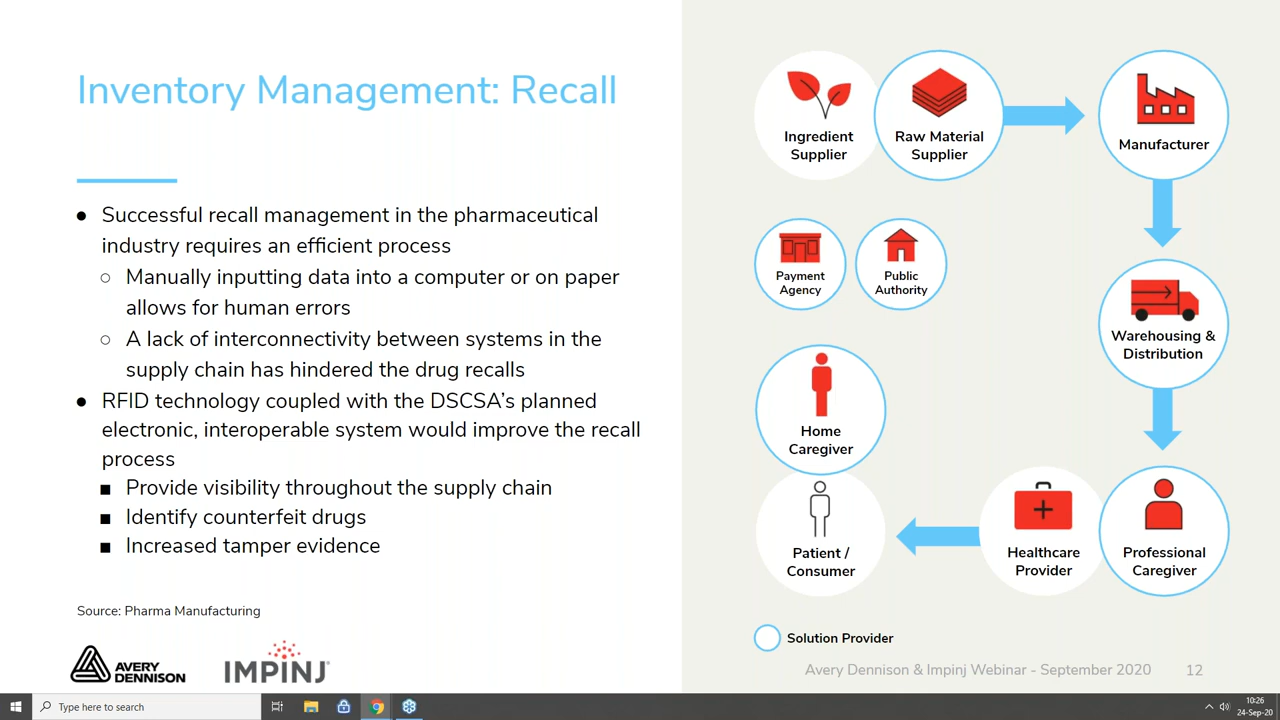 Inventory Management: Recall
● Successful recall management in the pharmaceutical
industry requires an efficient process
○ Manually inputting data into a computer or on paper
allows for human errors
○ A lack of interconnectivity between systems in the
supply chain has hindered the drug recalls
● RFID technology coupled with the DSCSA’s planned
electronic, interoperable system would improve the recall
process
■ Provide visibility throughout the supply chain
■ Identify counterfeit drugs
■ Increased tamper evidence
Source: Pharma Manufacturing
AVERY
DENNISON
IMPINJ
Ingredient
Supplier
Raw Material
Supplier
Manufacturer
Payment
Agency
Public
Authority
Warehousing &
Distribution
Home
Caregiver
Patient /
Consumer
Healthcare
Provider
Professional
Caregiver
Solution Provider
Avery Dennison & Impinj Webinar - September 2020 12
Type here to search
10:26
24-Sep-20